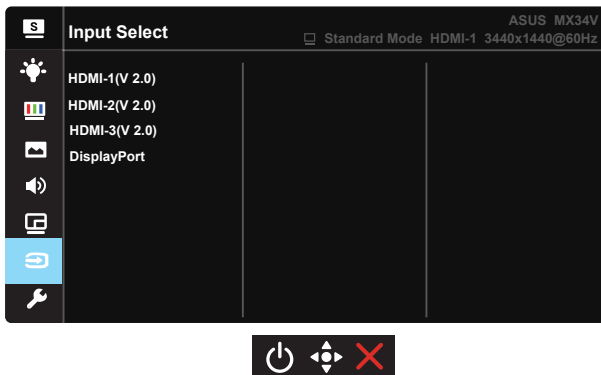 S
Input Select
ASUS MX34V
Standard Mode HDMI-1 3440x1440@60Hz
HDMI-1(V 2.0)
HDMI-2(V 2.0)
HDMI-3(V 2.0)
DisplayPort